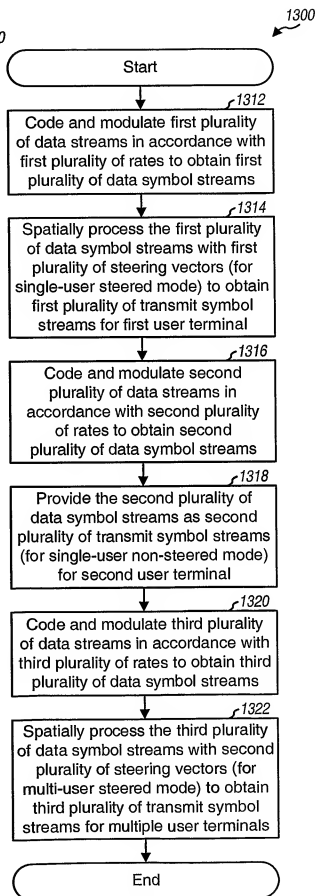 1300
0
Start
1312
Code and modulate first plurality
of data streams in accordance with
first plurality of rates to obtain first
plurality of data symbol streams
1314
Spatially process the first plurality
of data symbol streams with first
plurality of steering vectors (for
single-user steered mode) to obtain
first plurality of transmit symbol
streams for first user terminal
1316
Code and modulate second
plurality of data streams in
accordance with second plurality
of rates to obtain second
plurality of data symbol streams
1318
Provide the second plurality of
data symbol streams as second
plurality of transmit symbol streams
(for single-user non-steered mode)
for second user terminal
1320
Code and modulate third plurality
of data streams in accordance with
third plurality of rates to obtain third
plurality of data symbol streams
1322
Spatially process the third plurality
of data symbol streams with second
plurality of steering vectors (for
multi-user steered mode) to obtain
third plurality of transmit symbol
streams for multiple user terminals
End